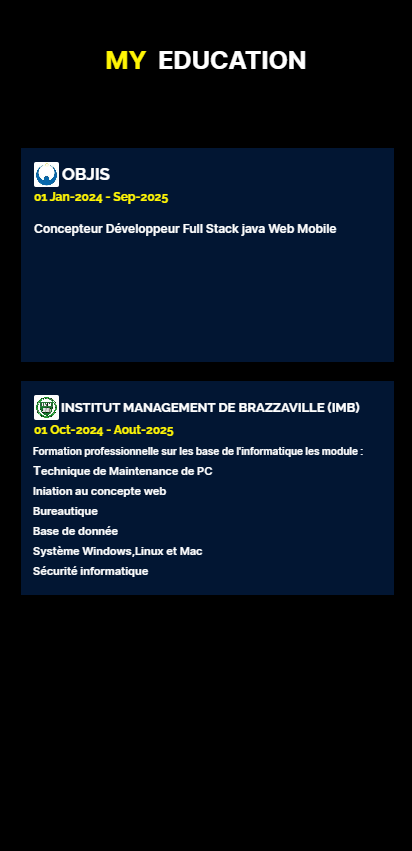 MY EDUCATION
OBJIS
01 Jan-2024 - Sep-2025
Concepteur Développeur Full Stack java Web Mobile
INSTITUT MANAGEMENT DE BRAZZAVILLE (IMB)
01 Oct-2024 - Aout-2025
Formation professionnelle sur les base de l'informatique les module :
Technique de Maintenance de PC
Iniation au concepte web
Bureautique
Base de donnée
Système Windows,Linux et Mac
Sécurité informatique